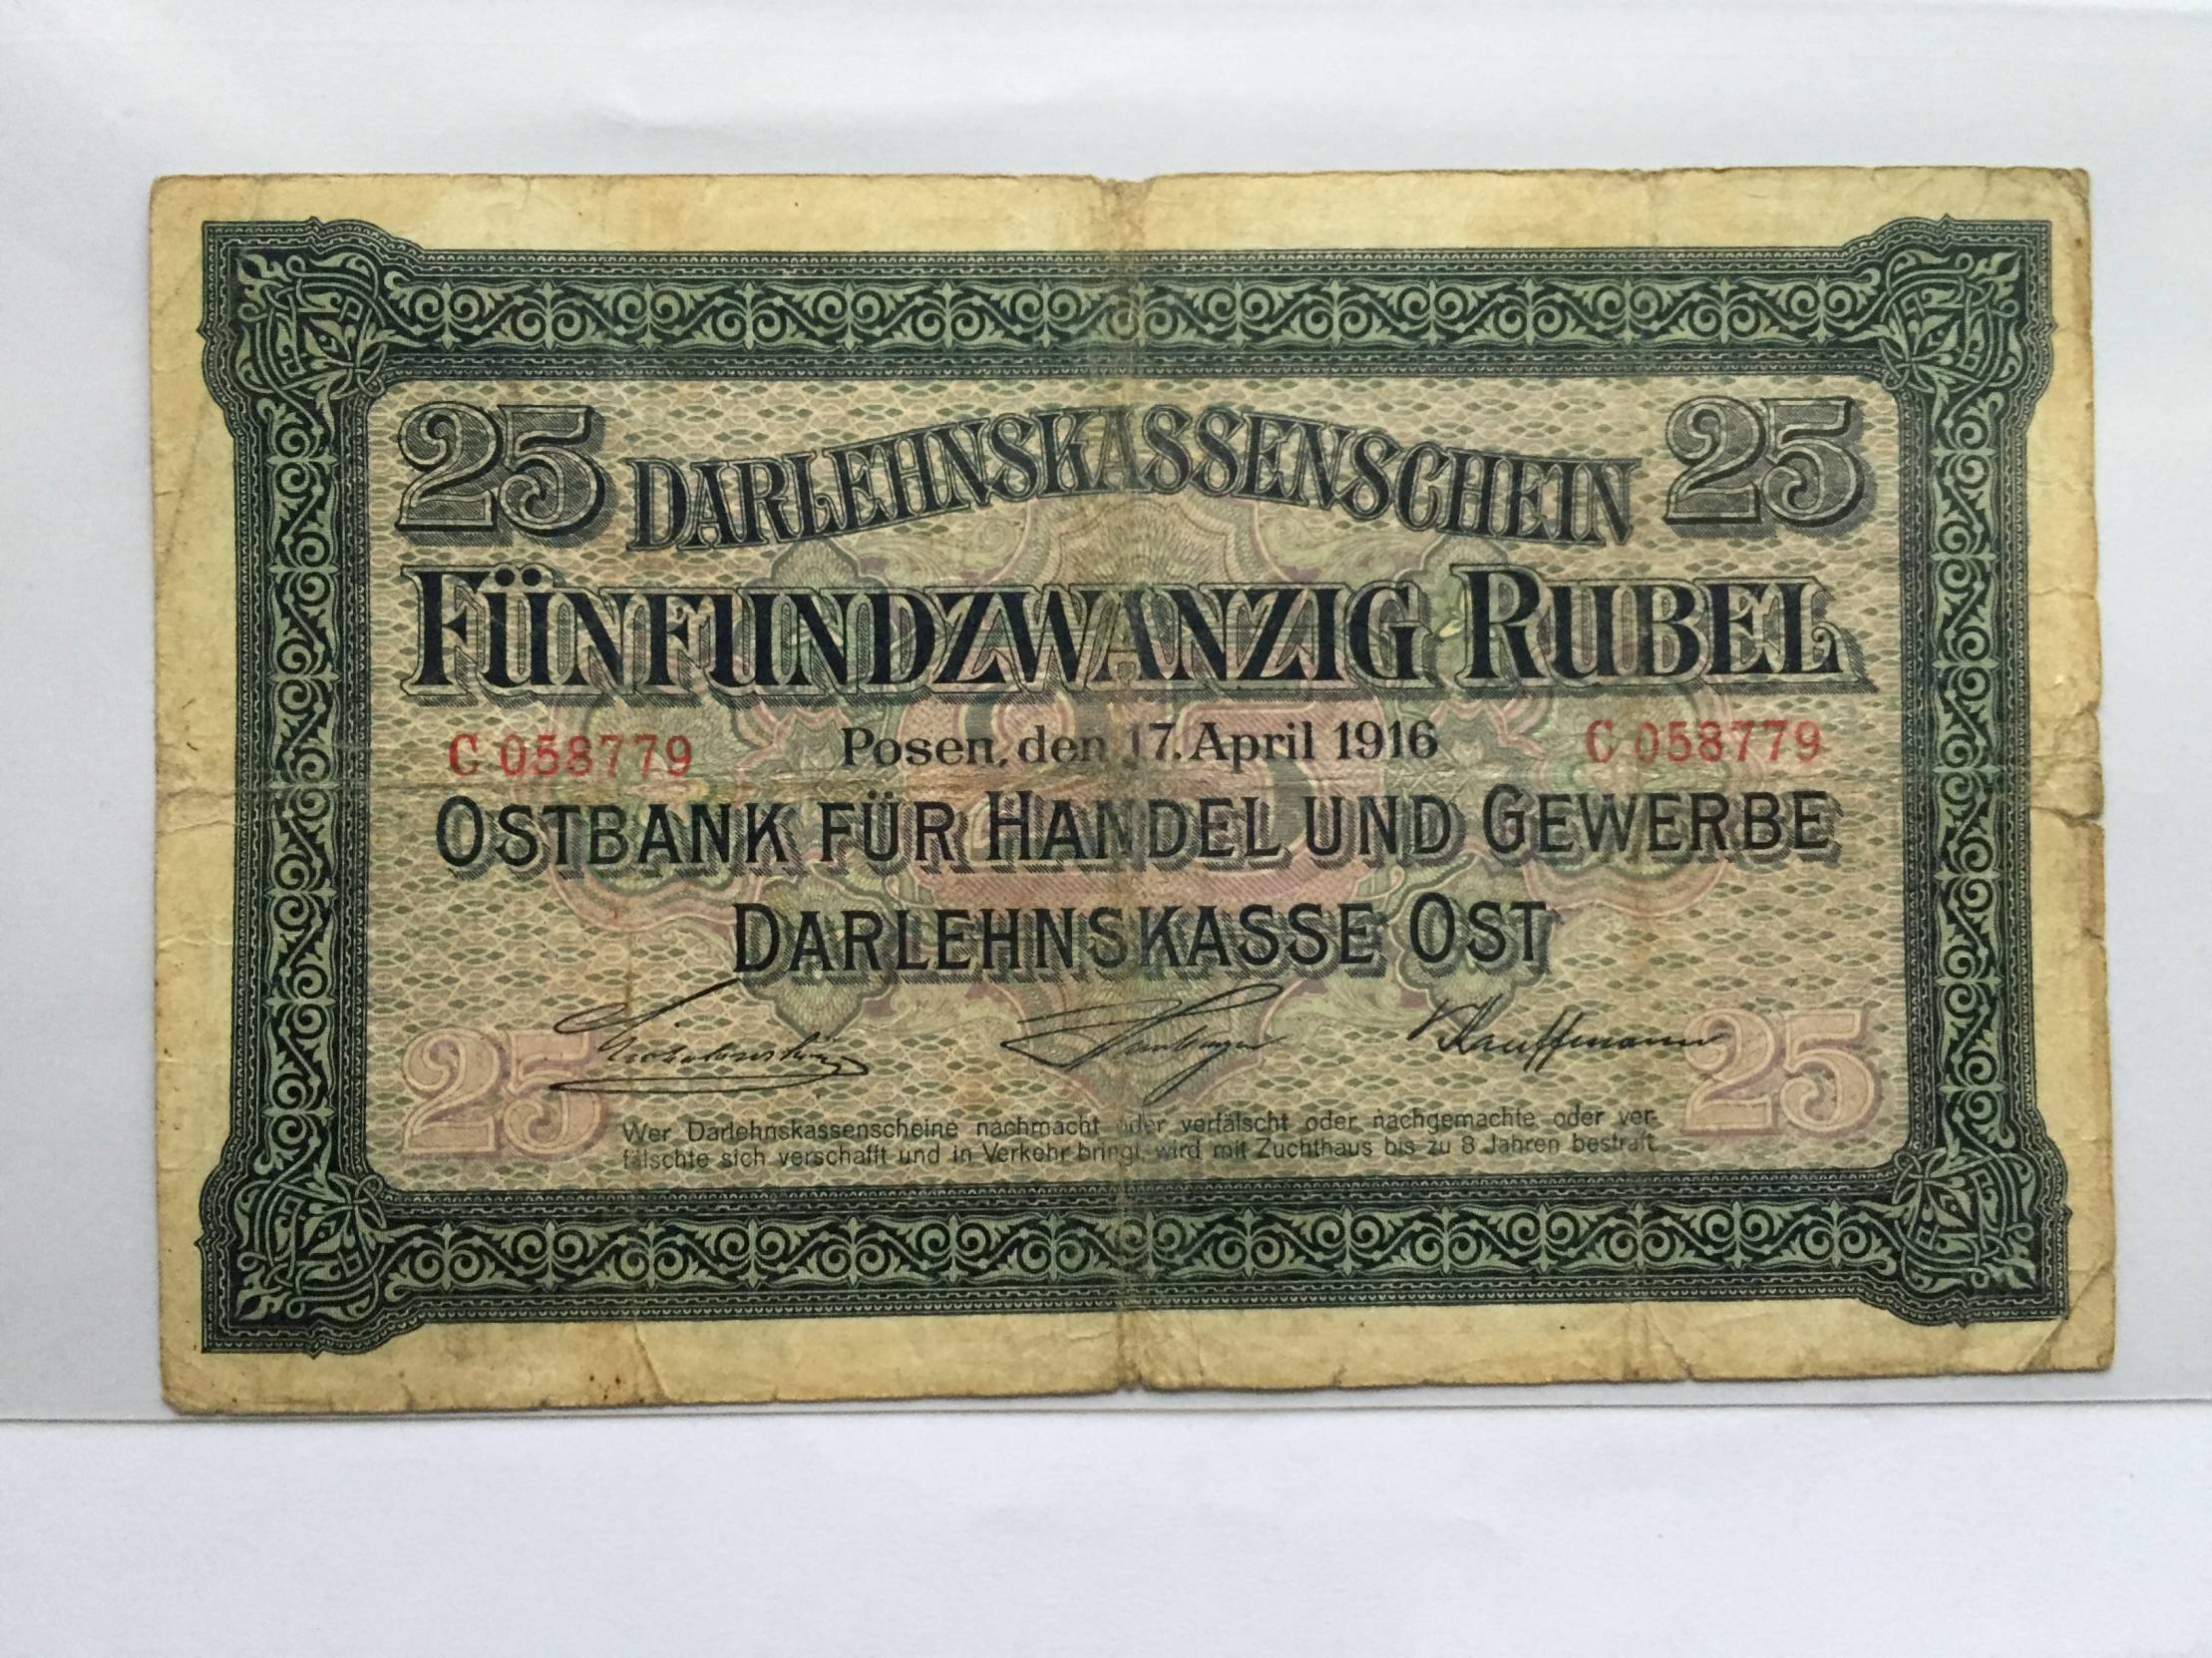 25 DARLEHNSKASSENSCHEIN 25
FÜNFUNDZWANZIG RUBEL
C 058779 Posen, den 17. April 1916 C 058779
OSTBANK FÜR HANDEL UND GEWERBE
DARLEHNSKASSE OST
Kauffmann
25 25
Wer Darlehnskassenscheine nachmacht oder verfälscht oder nachgemachte oder ver-
fälschte sich verschafft und in Verkehr bringt, wird mit Zuchthaus bis zu 8 Jahren bestraft.